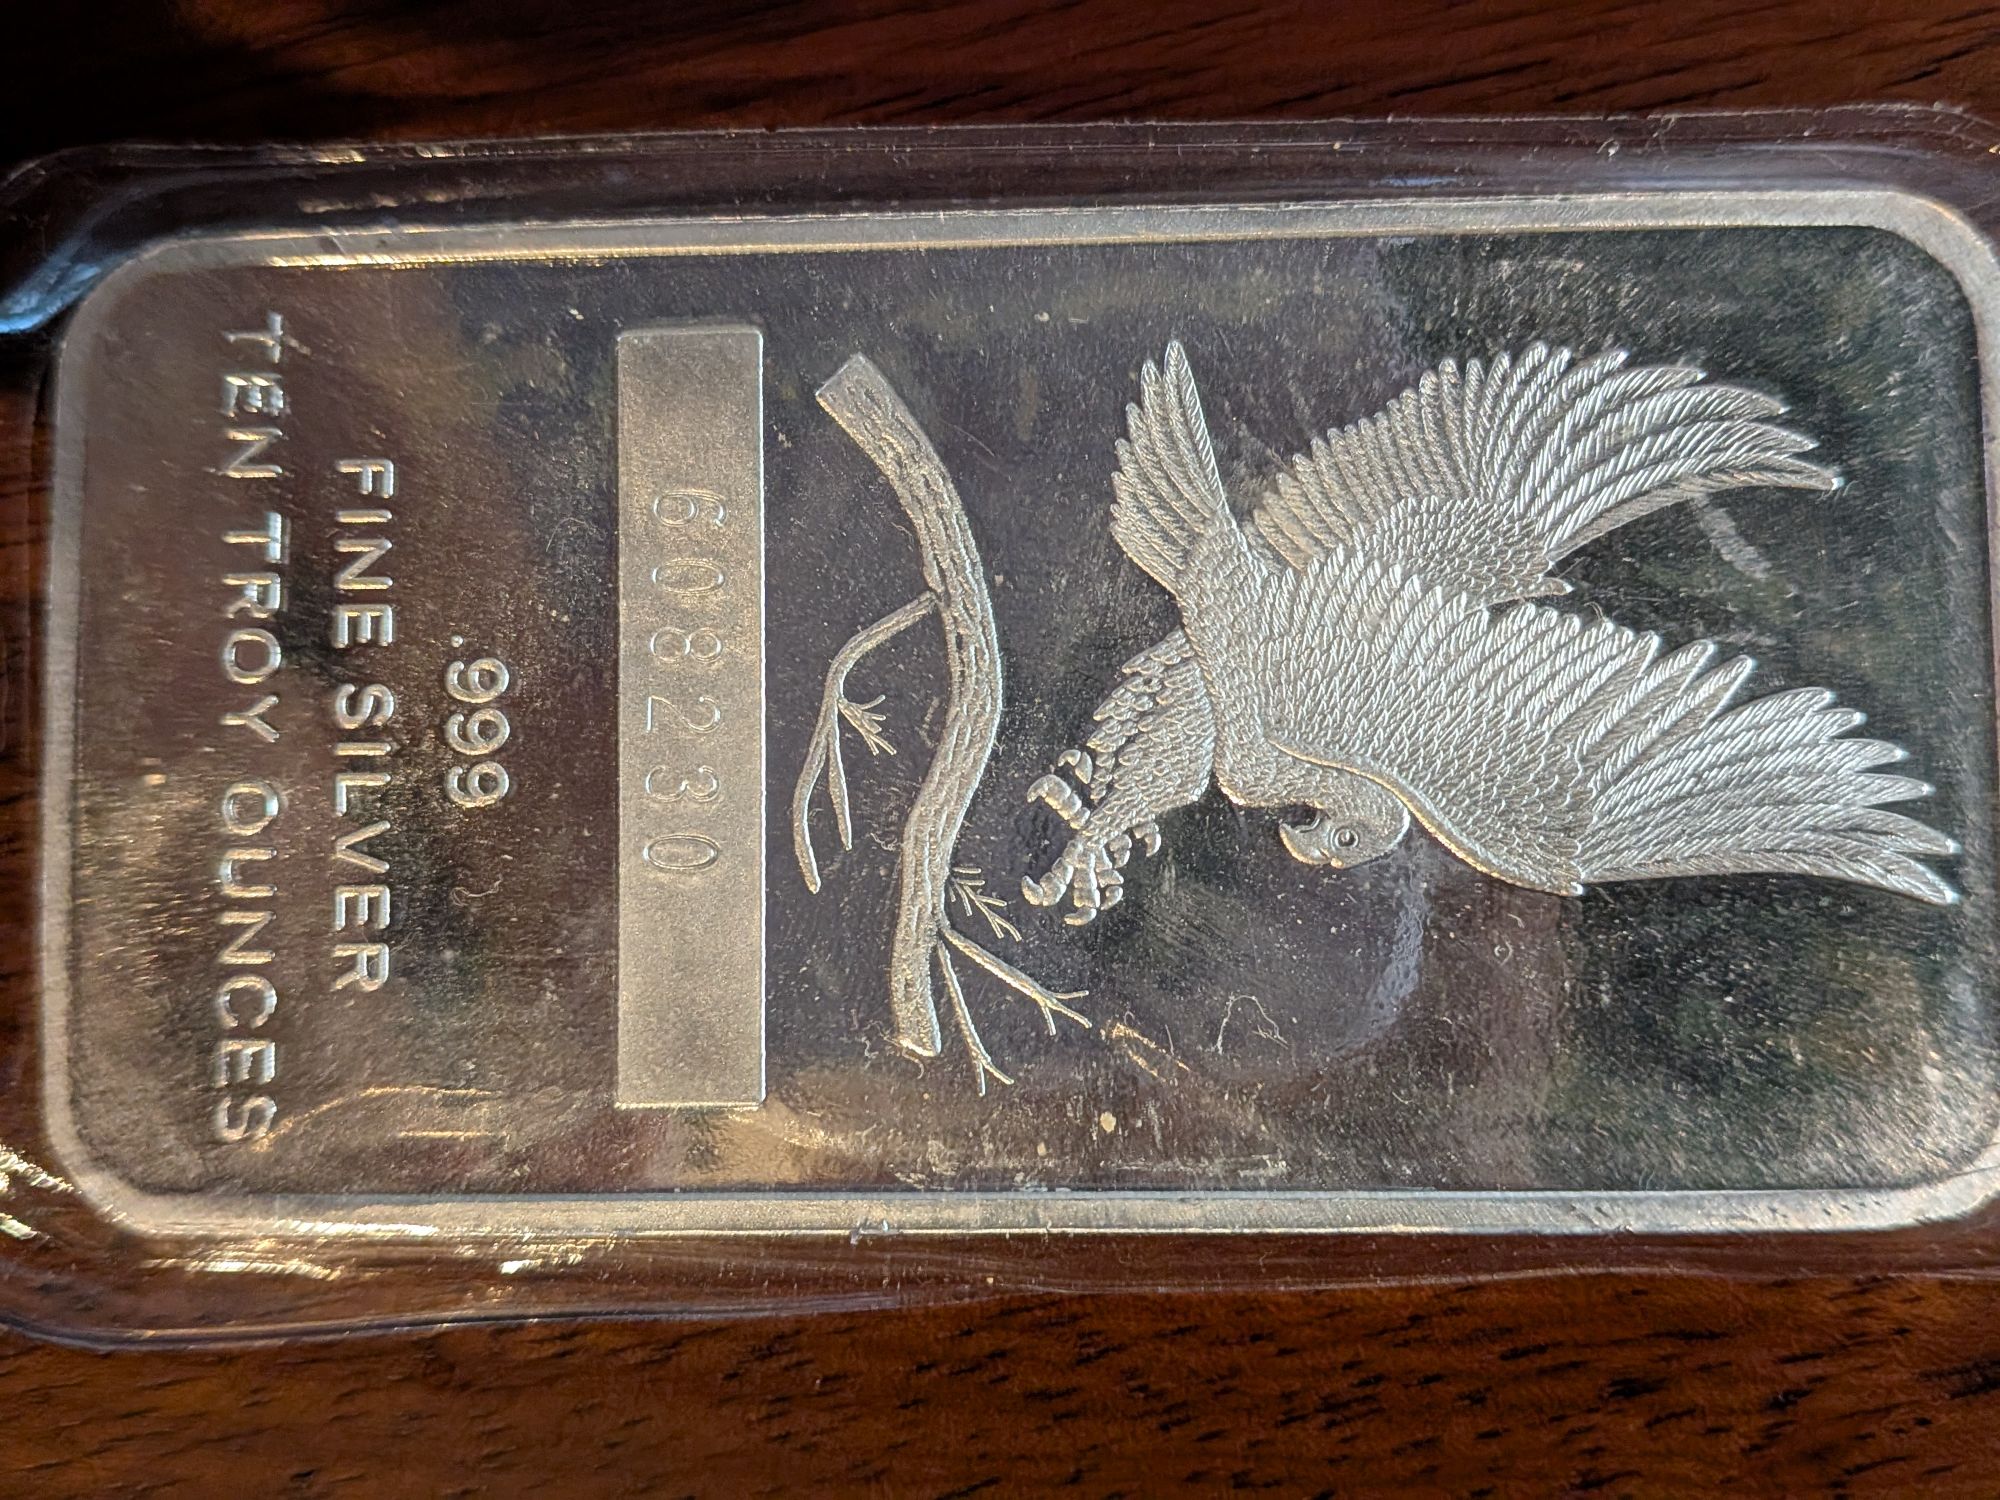 608230
.999
FINE SILVER
TEN TROY OUNCES